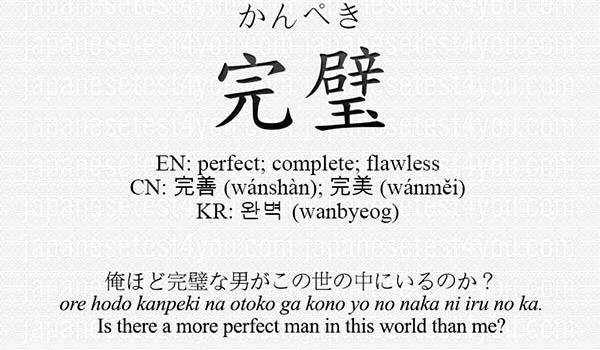 japanesetest4you.com
かんぺき
完璧
EN: perfect; complete; flawless
CN: 完善 (wánshàn); 完美 (wánměi)
KR: 완벽 (wanbyeog)
俺ほど完璧な男がこの世の中にいるのか？
ore hodo kanpeki na otoko ga kono yo no naka ni iru no ka.
Is there a more perfect man in this world than me?